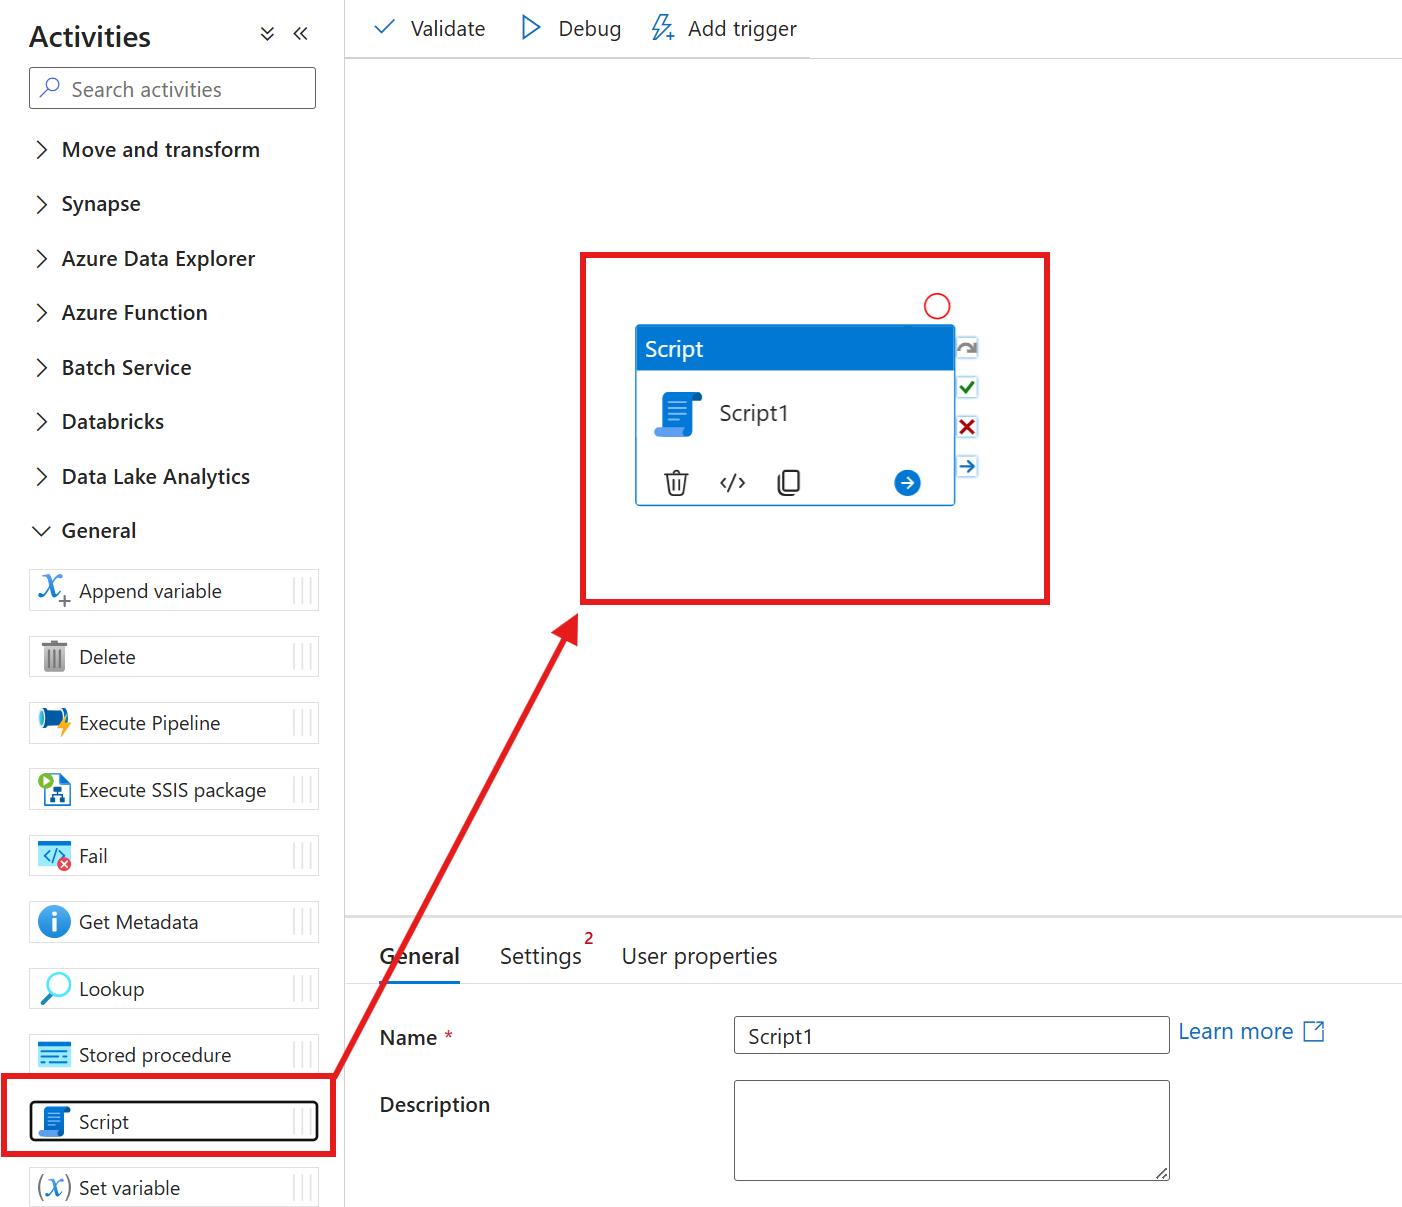 Activities
Search activities
Move and transform
Synapse
Azure Data Explorer
Azure Function
Batch Service
Databricks
Data Lake Analytics
General
Append variable
Delete
Execute Pipeline
Execute SSIS package
Fail
Get Metadata
Lookup
Stored procedure
Script
(x) Set variable
Validate Debug Add trigger
Script
Script1
General Settings 2 User properties
Name * Script1 Learn more
Description